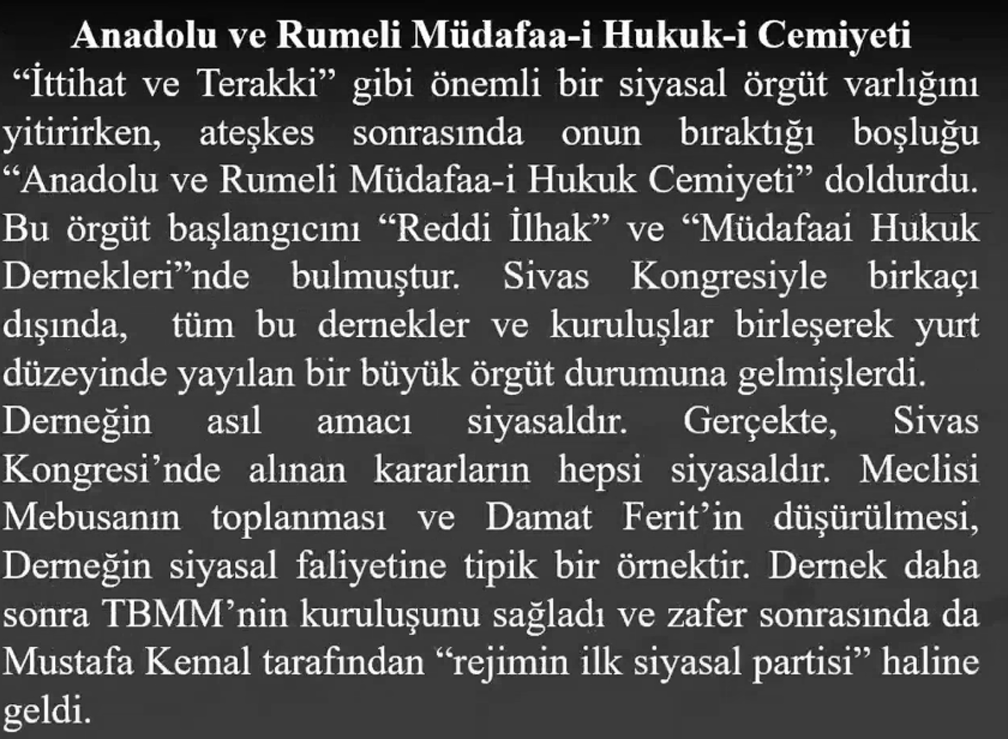 Anadolu ve Rumeli Müdafaa-i Hukuk-i Cemiyeti
“İttihat ve Terakki” gibi önemli bir siyasal örgüt varlığını
yitirirken, ateşkes sonrasında onun bıraktığı boşluğu
“Anadolu ve Rumeli Müdafaa-i Hukuk Cemiyeti” doldurdu.
Bu örgüt başlangıcını “Reddi İlhak” ve “Müdafaai Hukuk
Dernekleri”nde bulmuştur. Sivas Kongresiyle birkaçı
dışında, tüm bu dernekler ve kuruluşlar birleşerek yurt
düzeyinde yayılan bir büyük örgüt durumuna gelmişlerdi.
Derneğin asıl amacı siyasaldır. Gerçekte, Sivas
Kongresi’nde alınan kararların hepsi siyasaldır. Meclisi
Mebusanın toplanması ve Damat Ferit’in düşürülmesi,
Derneğin siyasal faliyetine tipik bir örnektir. Dernek daha
sonra TBMM’nin kuruluşunu sağladı ve zafer sonrasında da
Mustafa Kemal tarafından “rejimin ilk siyasal partisi” haline
geldi.